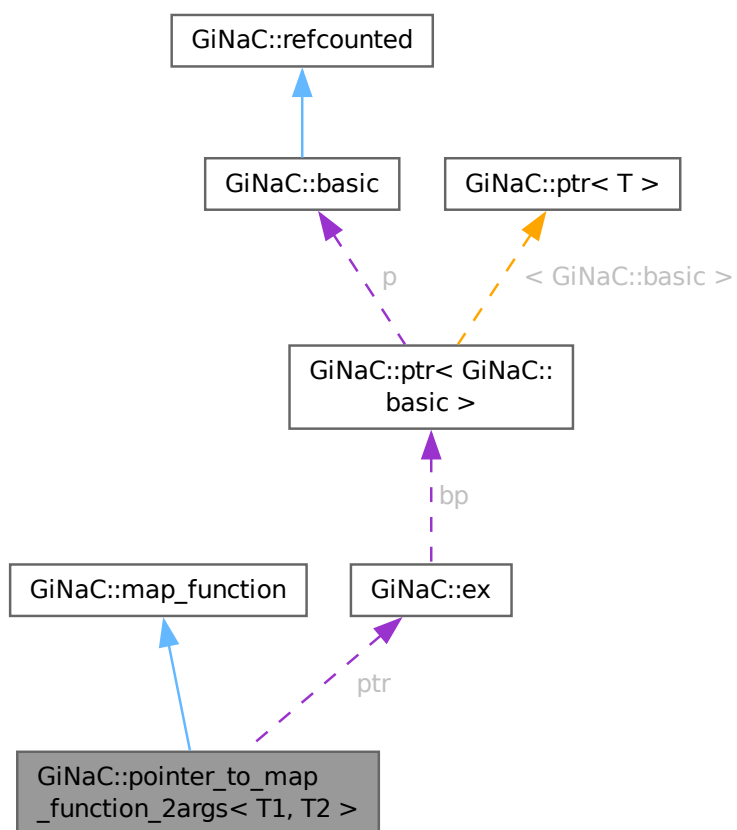 GiNaC::refcounted
GiNaC::basic
GiNaC::ptr< T >
p
< GiNaC::basic >
GiNaC::ptr< GiNaC::
basic >
bp
GiNaC::map_function
GiNaC::ex
ptr
GiNaC::pointer_to_map
_function_2args< T1, T2 >